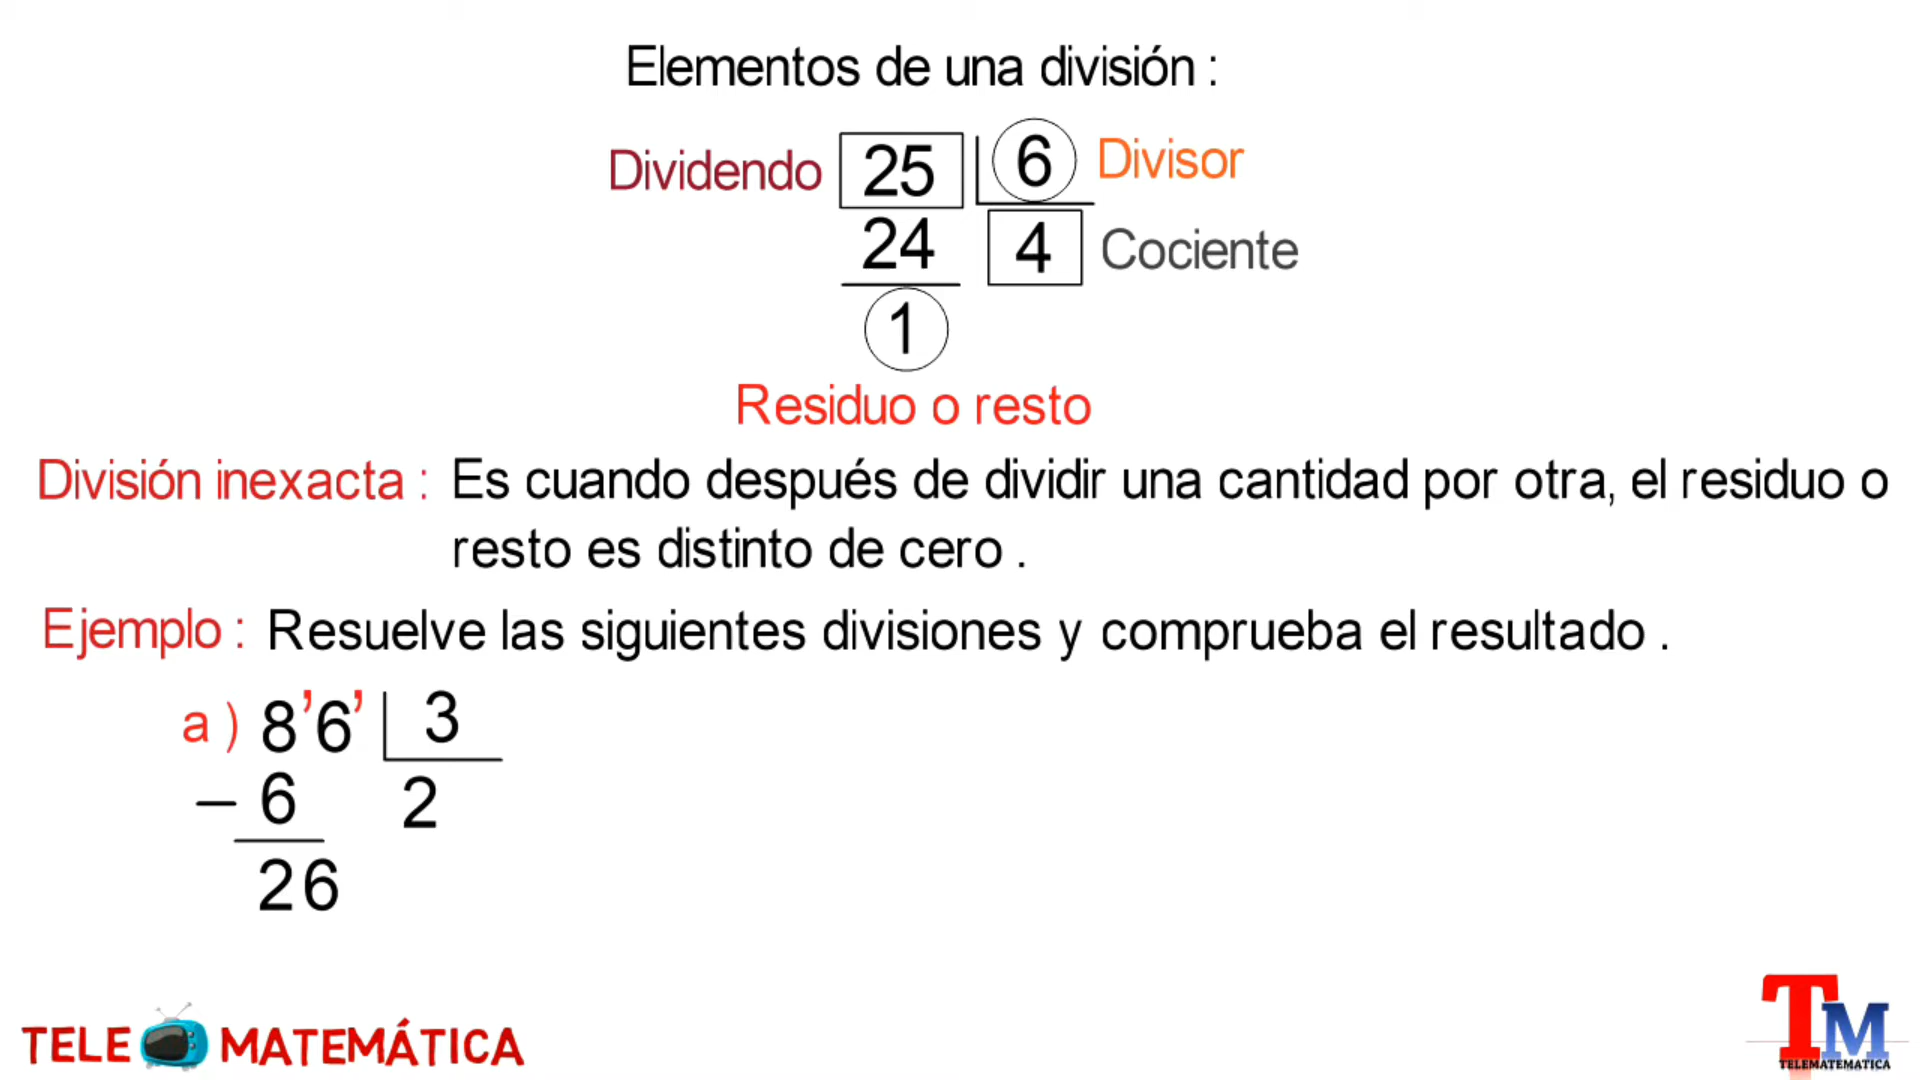 Elementos de una división :
Dividendo 25 6 Divisor
24 4 Cociente
1
Residuo o resto
División inexacta : Es cuando después de dividir una cantidad por otra, el residuo o
resto es distinto de cero .
Ejemplo : Resuelve las siguientes divisiones y comprueba el resultado .
a ) 8’6’ 3
– 6 2
26
TELE MATEMÁTICA
TM
TELEMATEMATICA